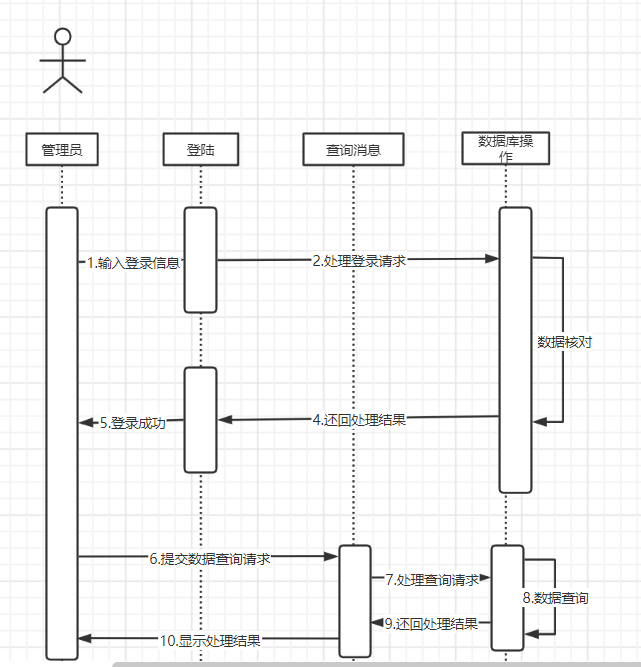 管理员
登陆
查询消息
数据库操
作
1.输入登录信息
2.处理登录请求
数据核对
5.登录成功
4.还回处理结果
6.提交数据查询请求
7.处理查询请求
8.数据查询
9.还回处理结果
10.显示处理结果